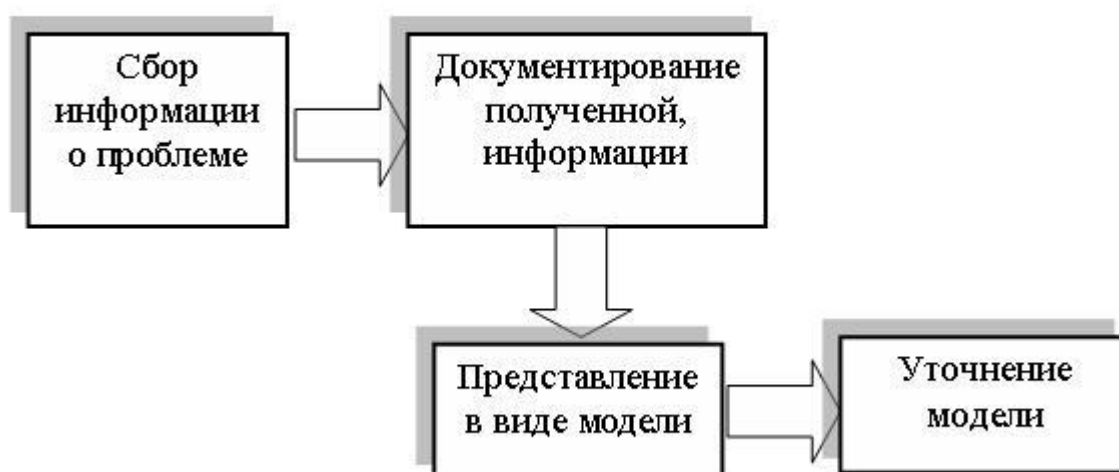 Сбор
информации
о проблеме
Документирование
полученной,
информации
Представление
в виде модели
Уточнение
модели